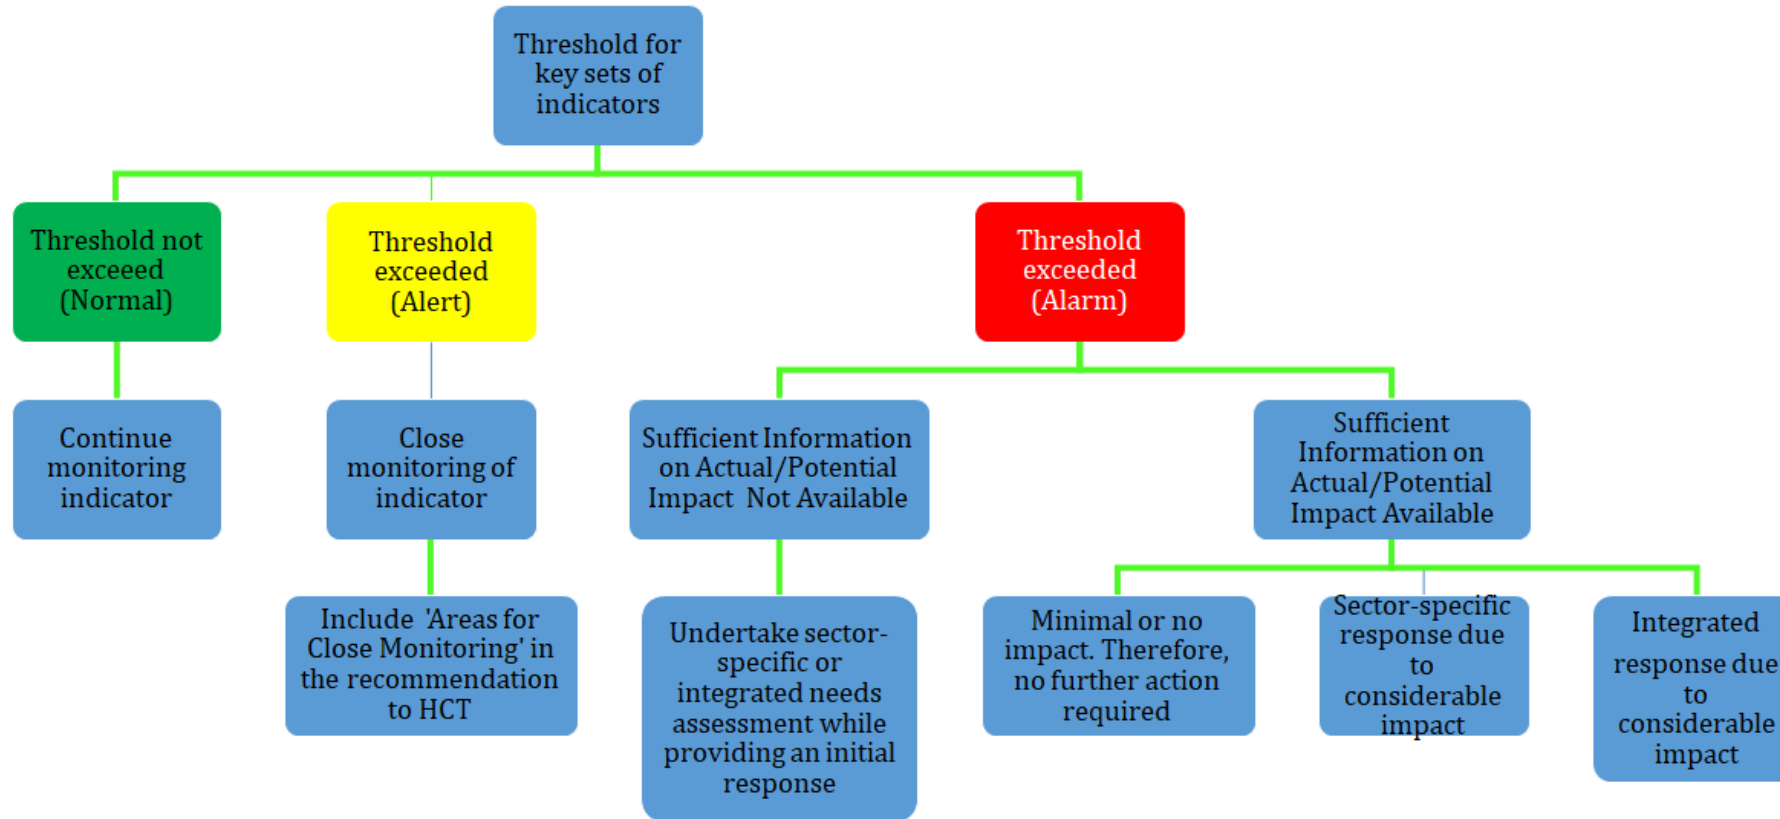 Threshold for
key sets of
indicators
Threshold not
exceeed
(Normal)
Threshold
exceeded
(Alert)
Threshold
exceeded
(Alarm)
Continue
monitoring
indicator
Close
monitoring of
indicator
Sufficient Information
on Actual/Potential
Impact Not Available
Sufficient
Information on
Actual/Potential
Impact Available
Include 'Areas for
Close Monitoring' in
the recommendation
to HCT
Undertake sector-
specific or
integrated needs
assessment while
providing an initial
response
Minimal or no
impact. Therefore,
no further action
required
Sector-specific
response due
to
considerable
impact
Integrated
response due
to
considerable
impact